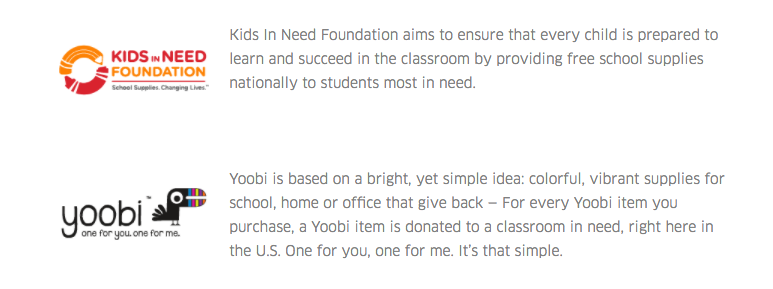 KIDS IN NEED
FOUNDATION
School Supplies. Changing Lives.™
Kids In Need Foundation aims to ensure that every child is prepared to
learn and succeed in the classroom by providing free school supplies
nationally to students most in need.
yoobi™
one for you. one for me.
Yoobi is based on a bright, yet simple idea: colorful, vibrant supplies for
school, home or office that give back – For every Yoobi item you
purchase, a Yoobi item is donated to a classroom in need, right here in
the U.S. One for you, one for me. It’s that simple.